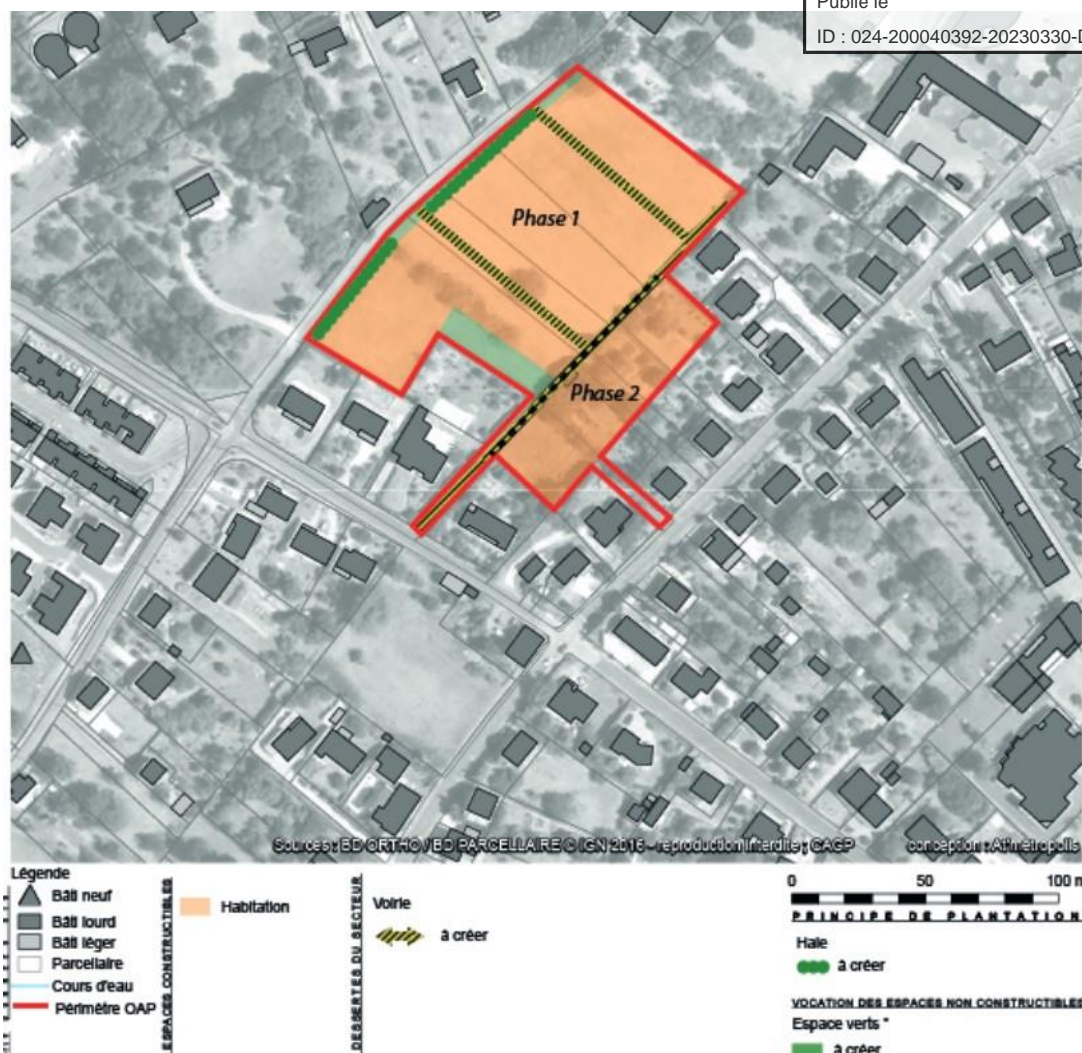 Publié le
ID : 024-200040392-20230330-D
Phase 1
Phase 2
Sources : BD ORTHO / BD PARCELLAIRE © IGN 2016 - reproduction interdite ; CAGP
conception : Atmetropolis
Légende
Bâti neuf
Bâti lourd
Bâti léger
Parcellaire
Cours d'eau
Périmètre OAP
ESPACES CONSTRUCTIBLES
Habitation
DESSERTES DU SECTEUR
Voirie
à créer
0 50 100 m
PRINCIPE DE PLANTATION
Haie
à créer
VOCATION DES ESPACES NON CONSTRUCTIBLES
Espace verts *
à créer